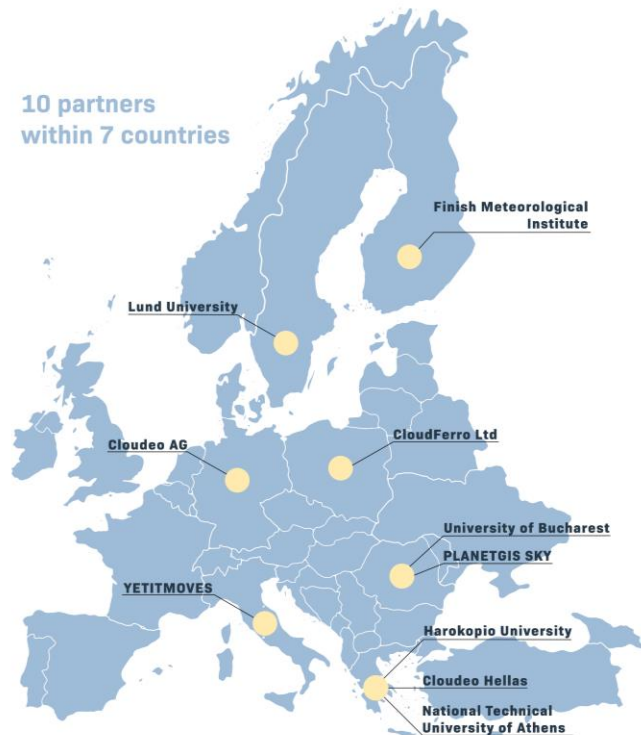 10 partners
within 7 countries
Finish Meteorological
Institute
Lund University
Cloudeo AG
CloudFerro Ltd
University of Bucharest
PLANETGIS SKY
YETITMOVES
Harokopio University
Cloudeo Hellas
National Technical
University of Athens